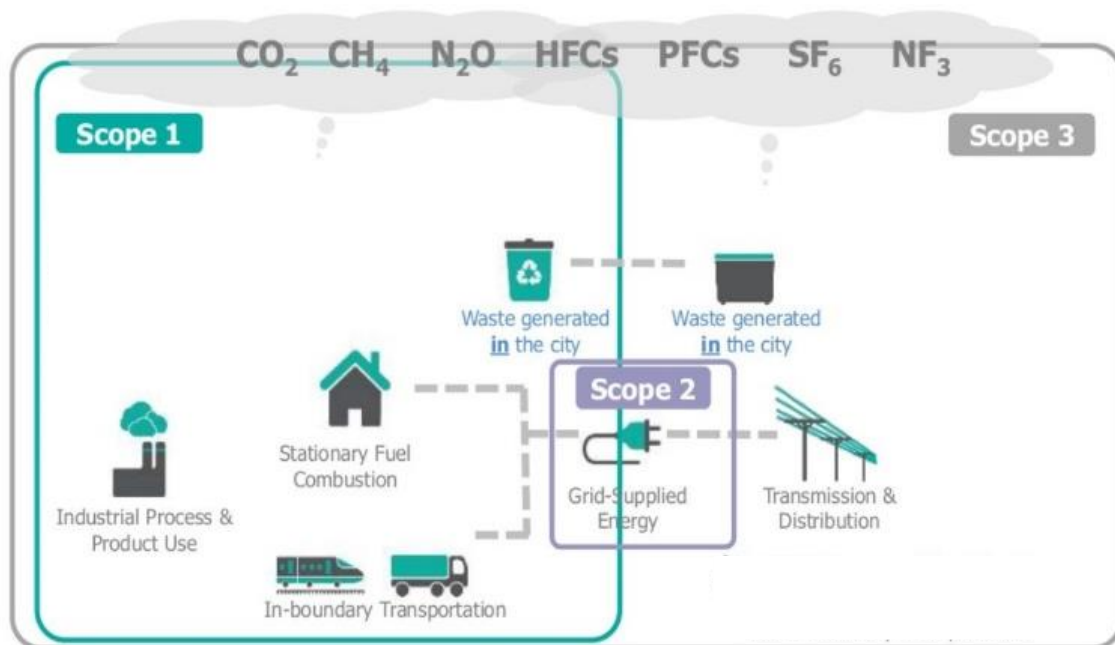 CO₂ CH₄ N₂O HFCs PFCs SF₆ NF₃
Scope 1
Scope 3
Waste generated
in the city
Waste generated
in the city
Scope 2
Stationary Fuel
Combustion
Grid-Supplied
Energy
Transmission &
Distribution
Industrial Process &
Product Use
In-boundary Transportation